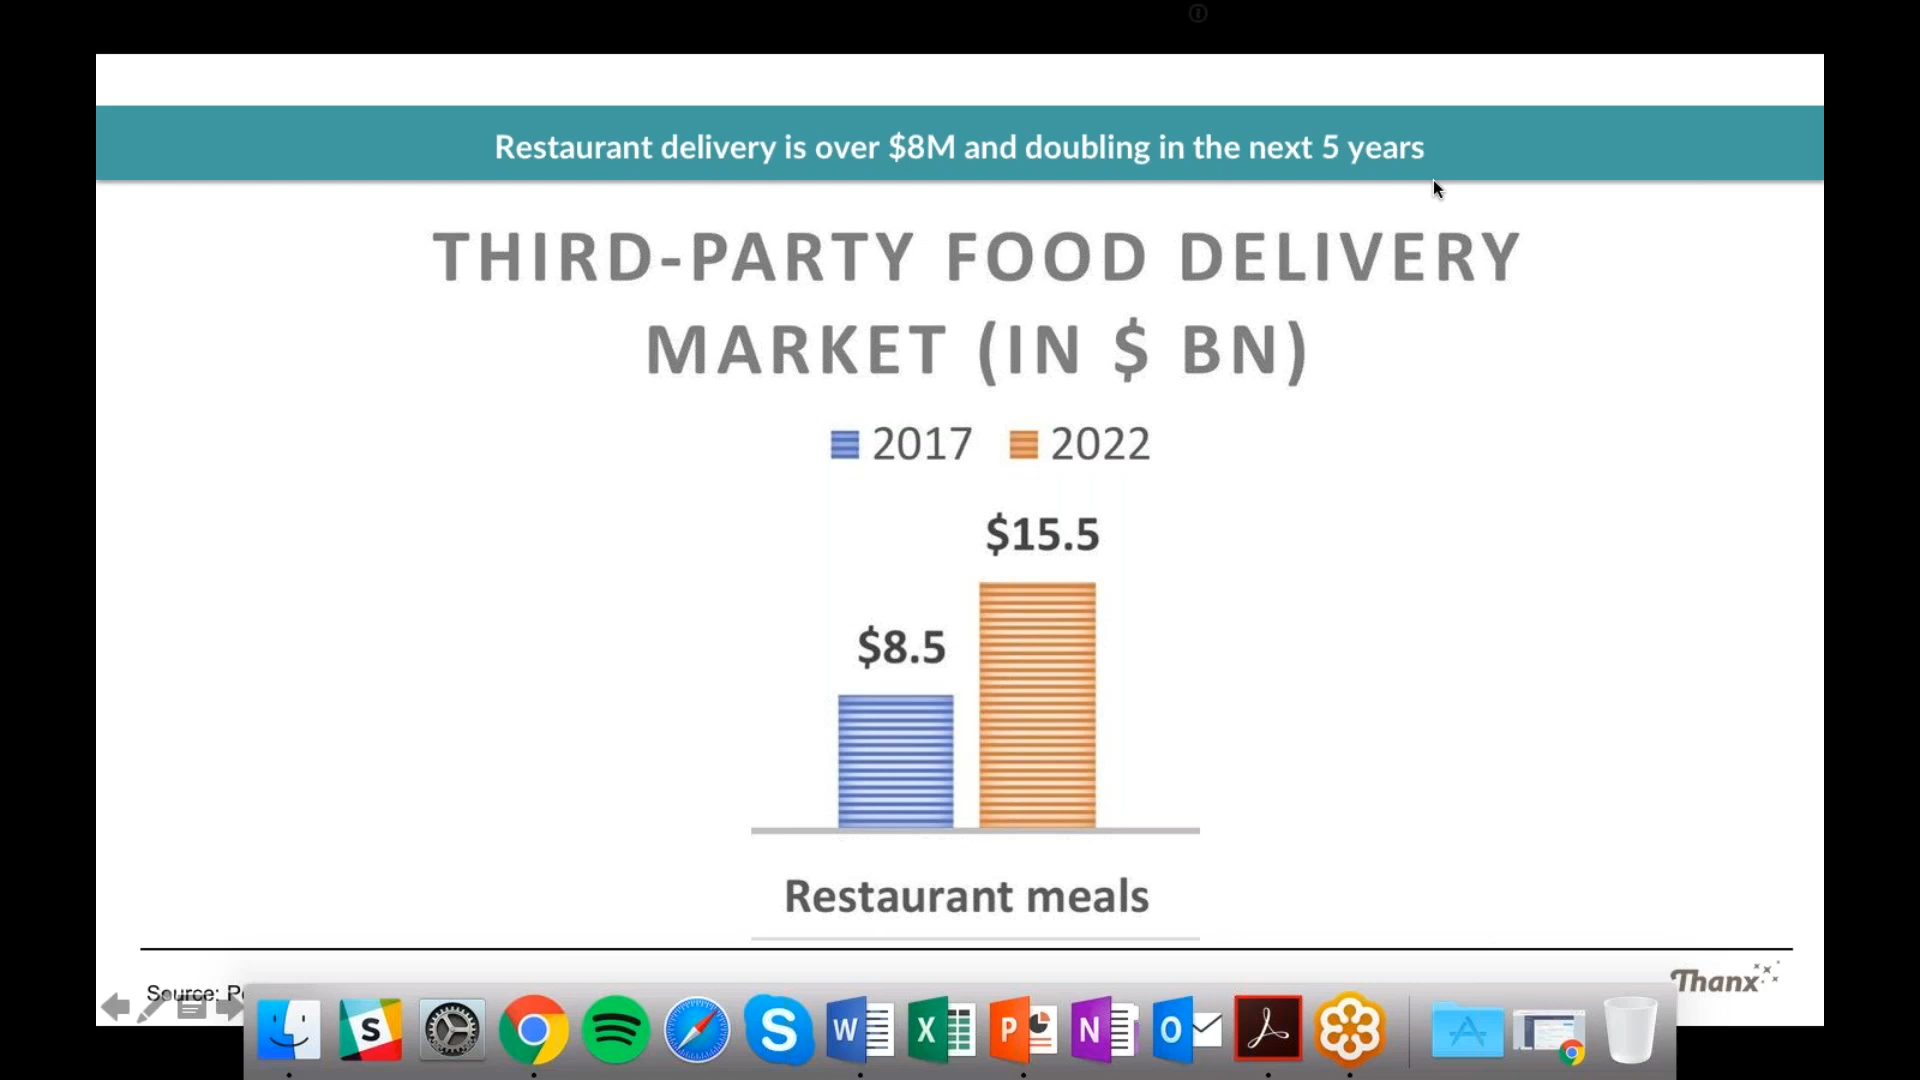 Restaurant delivery is over $8M and doubling in the next 5 years
THIRD-PARTY FOOD DELIVERY
MARKET (IN $ BN)
2017 2022
$15.5
$8.5
Restaurant meals
Source:
Thanx